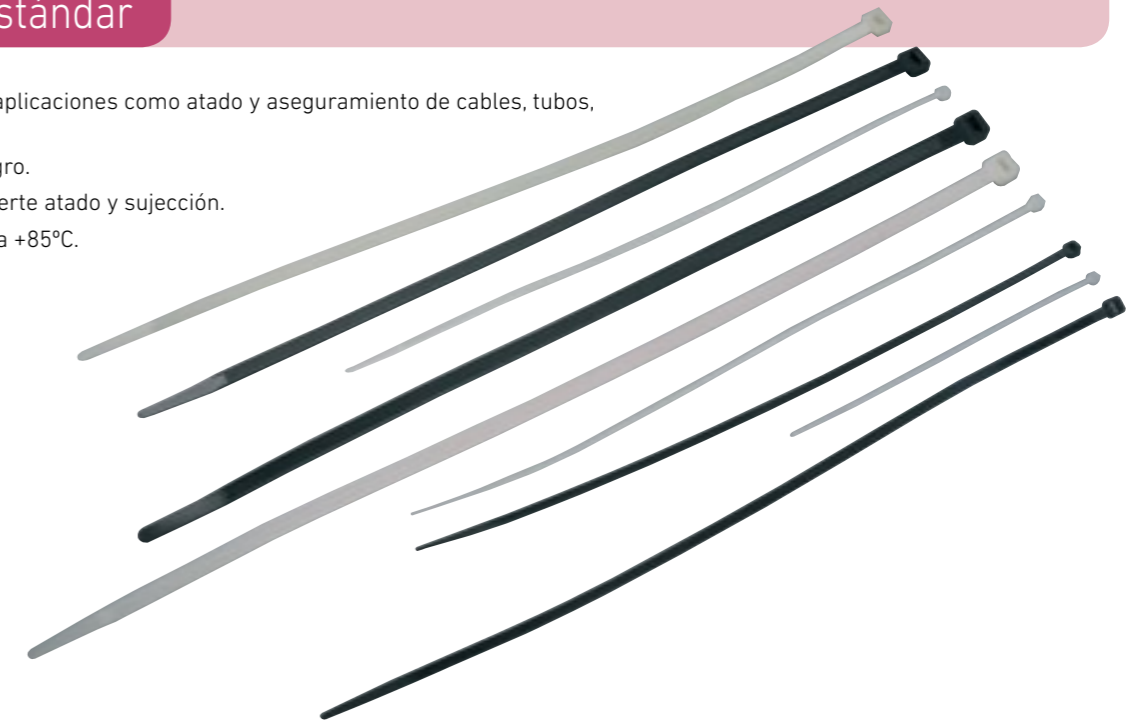 stándar
aplicaciones como atado y aseguramiento de cables, tubos,
gro.
erte atado y sujección.
a +85ºC.